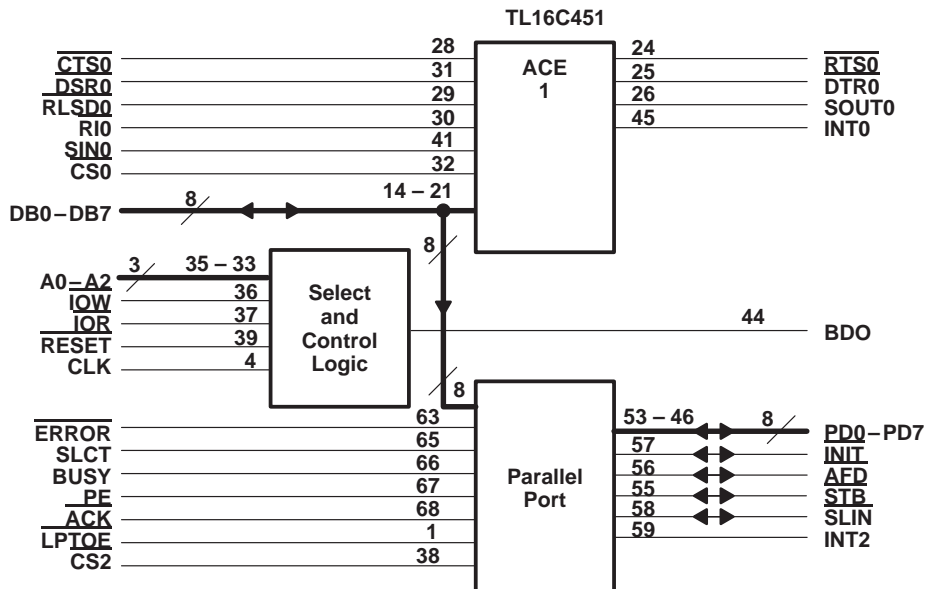 TL16C451
CTS0
DSR0
RLSD0
RI0
SIN0
CS0
28
31
29
30
41
32
ACE
1
24
25
26
45
RTS0
DTR0
SOUT0
INT0
DB0–DB7
8
14 – 21
8
A0–A2
IOW
IOR
RESET
CLK
3
35 – 33
36
37
39
4
Select
and
Control
Logic
44
BDO
8
ERROR
SLCT
BUSY
PE
ACK
LPTOE
CS2
63
65
66
67
68
1
38
Parallel
Port
53 – 46
8
57
56
55
58
59
PD0–PD7
INIT
AFD
STB
SLIN
INT2